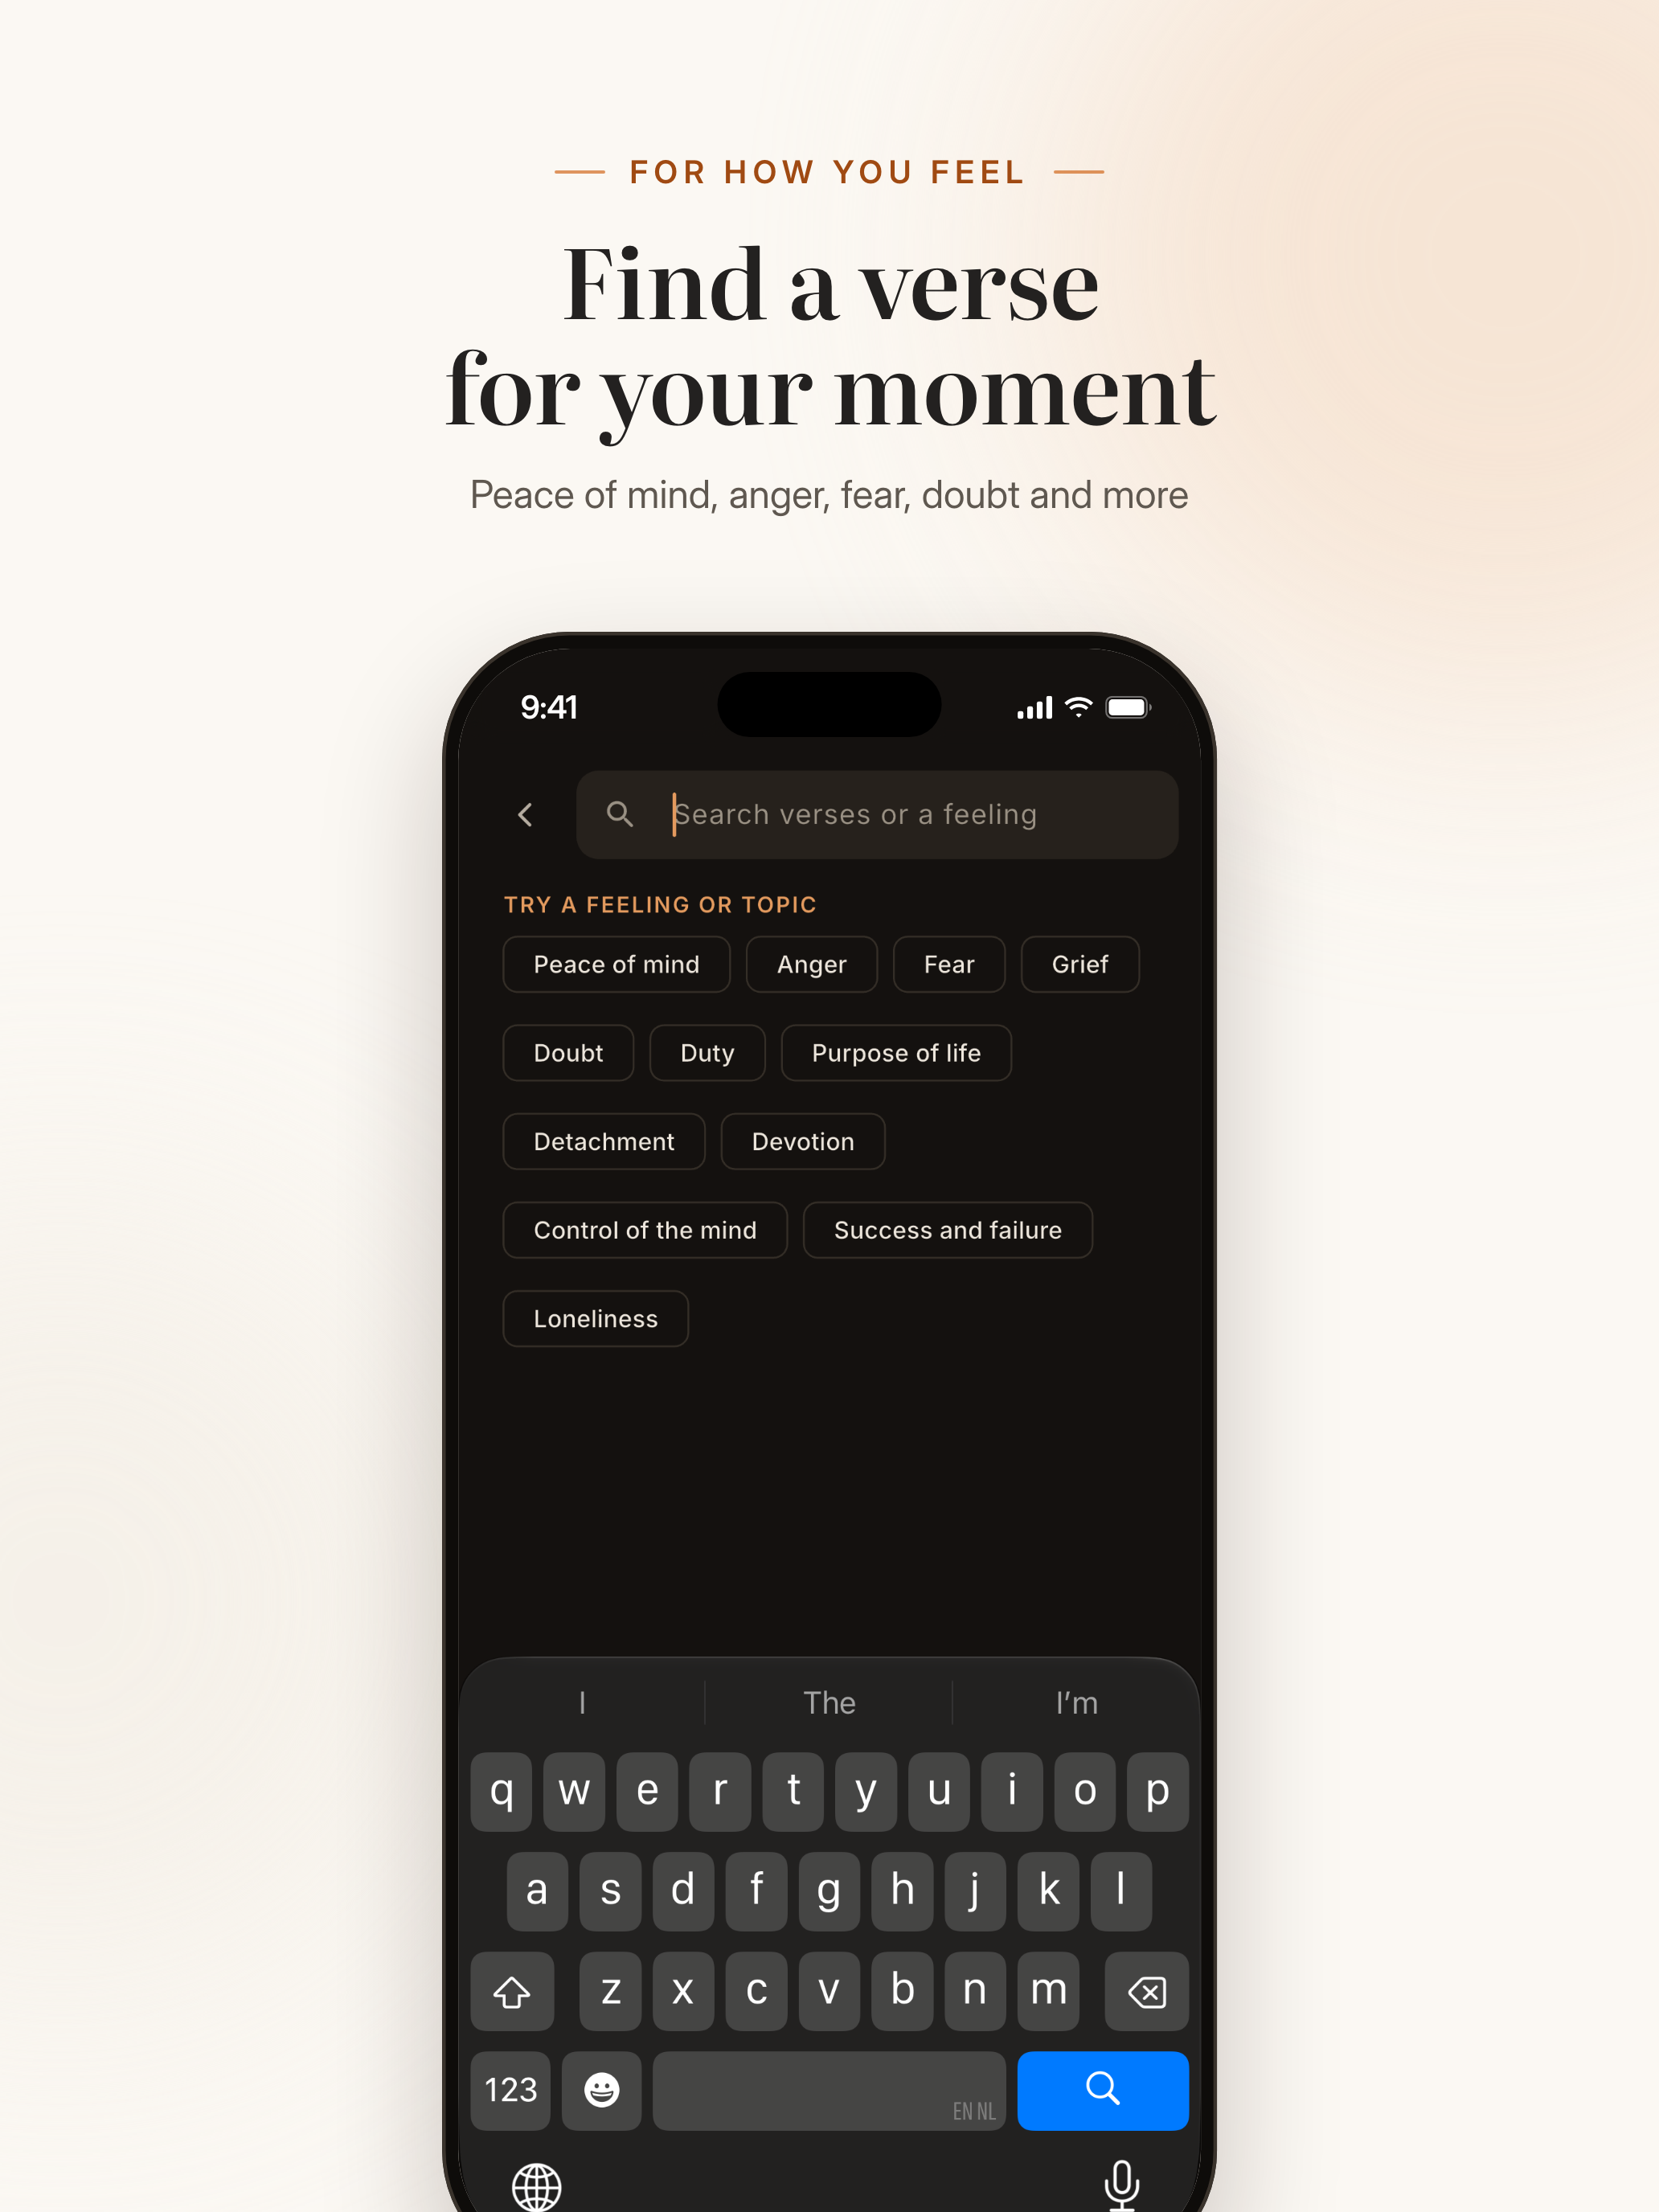 FOR HOW YOU FEEL
Find a verse
for your moment
Peace of mind, anger, fear, doubt and more
9:41
Search verses or a feeling
TRY A FEELING OR TOPIC
Peace of mind Anger Fear Grief
Doubt Duty Purpose of life
Detachment Devotion
Control of the mind Success and failure
Loneliness
I The I’m
q w e r t y u i o p
a s d f g h j k l
z x c v b n m
123 EN NL